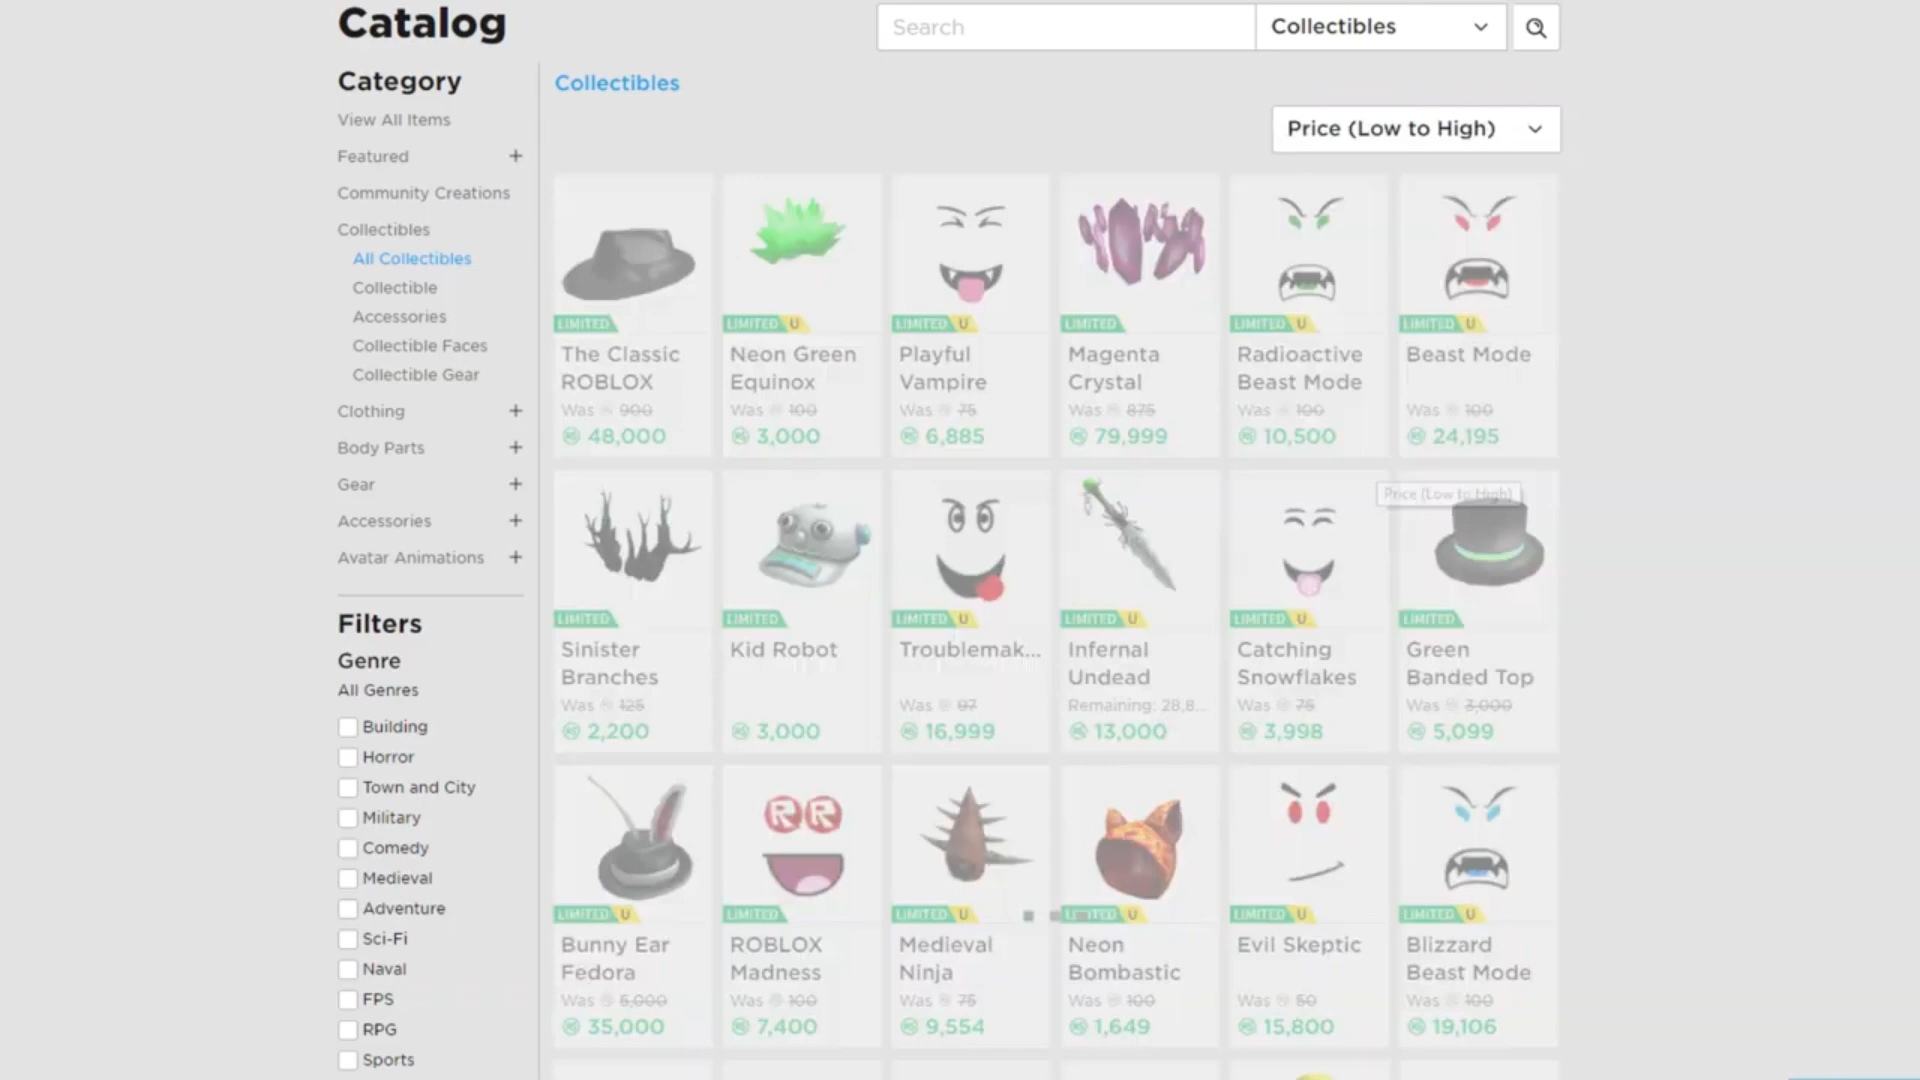 Catalog
Search
Collectibles
Category
View All Items
Featured +
Community Creations
Collectibles
All Collectibles
Collectible
Accessories
Collectible Faces
Collectible Gear
Clothing +
Body Parts +
Gear +
Accessories +
Avatar Animations +
Filters
Genre
All Genres
Building
Horror
Town and City
Military
Comedy
Medieval
Adventure
Sci-Fi
Naval
FPS
RPG
Sports
Collectibles
Price (Low to High)
LIMITED
The Classic
ROBLOX
Was 900
48,000
LIMITED U
Neon Green
Equinox
Was 100
3,000
LIMITED U
Playful
Vampire
Was 75
6,885
LIMITED
Magenta
Crystal
Was 875
79,999
LIMITED U
Radioactive
Beast Mode
Was 100
10,500
LIMITED U
Beast Mode
Was 100
24,195
LIMITED
Sinister
Branches
Was 125
2,200
LIMITED
Kid Robot
3,000
LIMITED U
Troublemak...
Was 97
16,999
LIMITED U
Infernal
Undead
Remaining: 28,8...
13,000
LIMITED U
Catching
Snowflakes
Was 75
3,998
Price (Low to High)
LIMITED
Green
Banded Top
Was 3,000
5,099
LIMITED U
Bunny Ear
Fedora
Was 5,000
35,000
R R
LIMITED
ROBLOX
Madness
Was 100
7,400
LIMITED U
Medieval
Ninja
Was 75
9,554
LIMITED U
Neon
Bombastic
Was 100
1,649
LIMITED U
Evil Skeptic
Was 50
15,800
LIMITED U
Blizzard
Beast Mode
Was 100
19,106